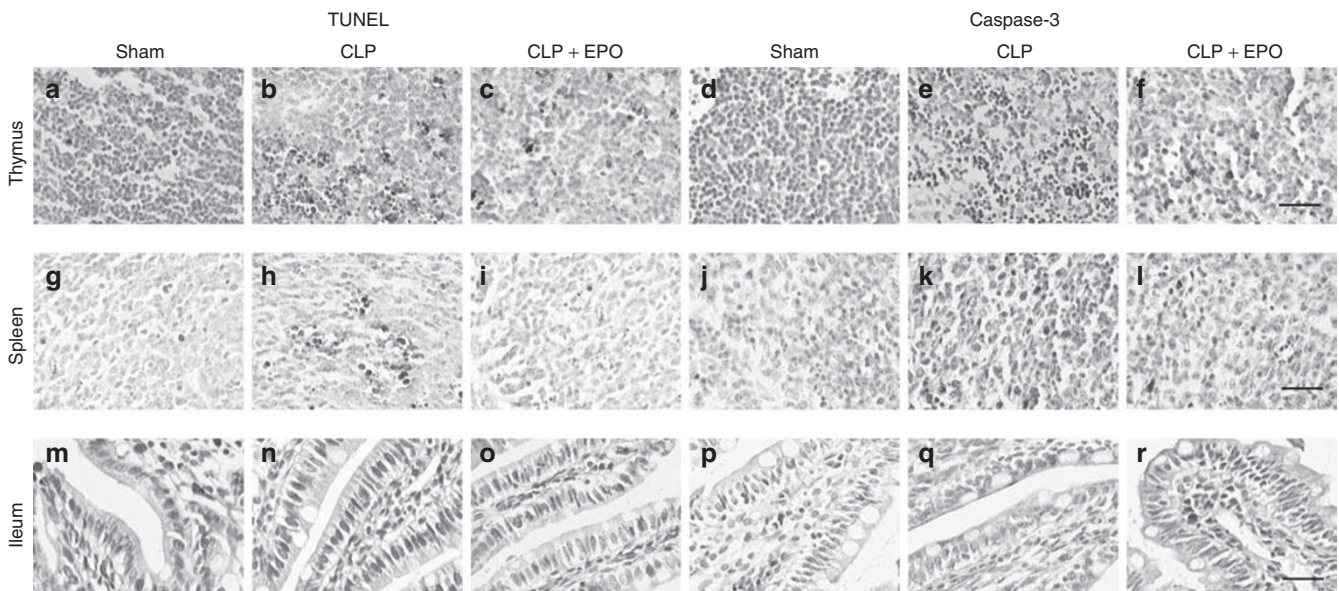 TUNEL Caspase-3
Sham CLP CLP + EPO Sham CLP CLP + EPO
Thymus
a b c d e f
Spleen
g h i j k l
Ileum
m n o p q r